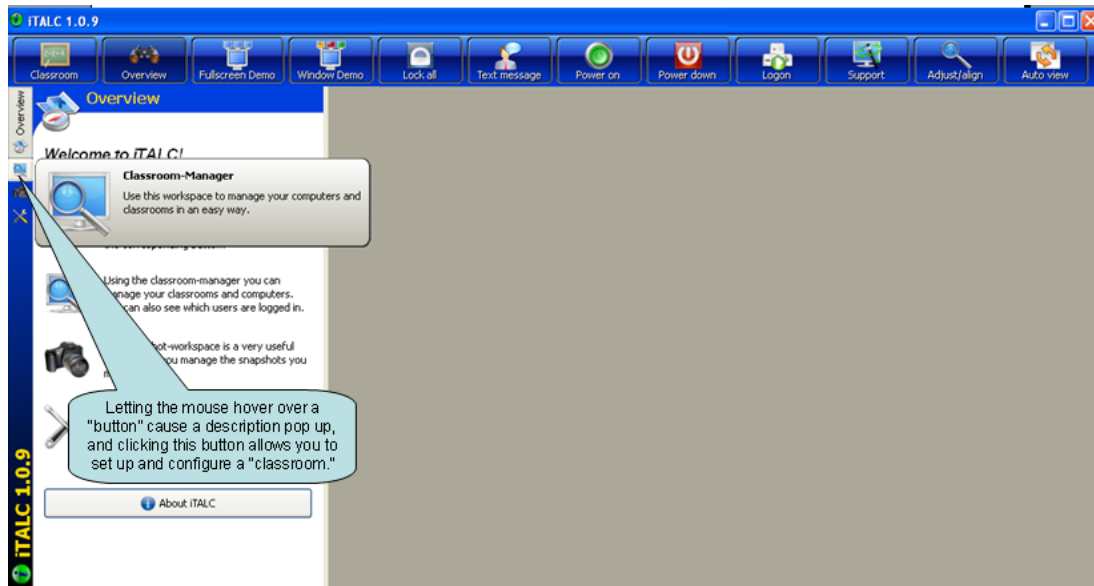 iTALC 1.0.9
Classroom
Overview
Fullscreen Demo
Window Demo
Lock all
Text message
Power on
Power down
Logon
Support
Adjust/align
Auto view
Overview
Overview
Welcome to iTALC!
Classroom-Manager
Use this workspace to manage your computers and
classrooms in an easy way.
the corresponding button.
Using the classroom-manager you can
manage your classrooms and computers.
can also see which users are logged in.
hot-workspace is a very useful
you manage the snapshots you
Letting the mouse hover over a
"button" cause a description pop up,
and clicking this button allows you to
set up and configure a "classroom."
About iTALC
iTALC 1.0.9